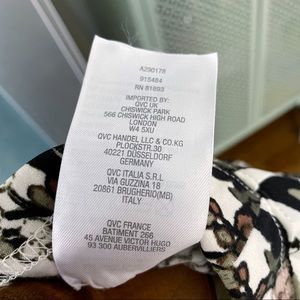 A290178
915484
RN 81893
IMPORTED BY:
QVC UK
CHISWICK PARK
566 CHISWICK HIGH ROAD
LONDON
W4 5XU
QVC HANDEL LLC & CO.KG
PLOCKSTR.30
40221 DÜSSELDORF
GERMANY
QVC ITALIA S.R.L
VIA GUZZINA 18
20861 BRUGHERIO(MB)
ITALY
QVC FRANCE
BATIMENT 266
45 AVENUE VICTOR HUGO
93 300 AUBERVILLIERS